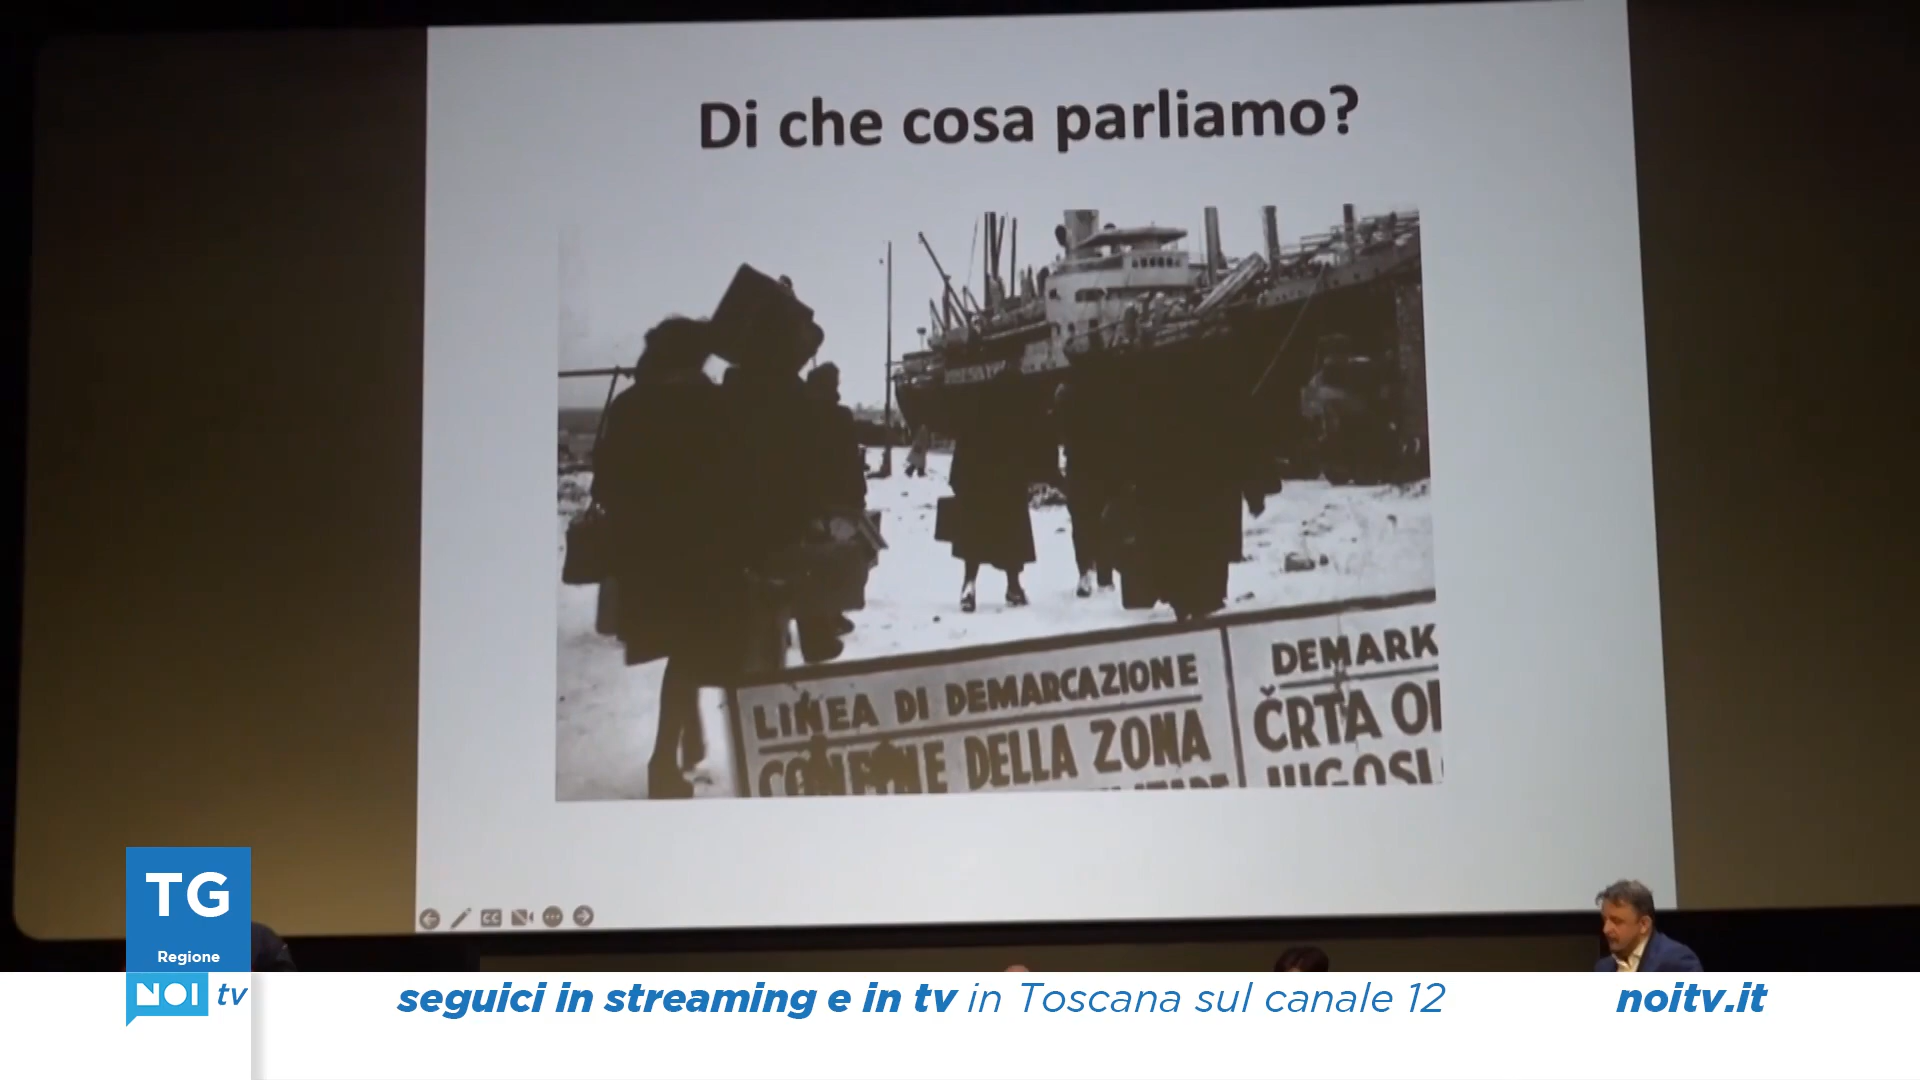 Di che cosa parliamo?
LINEA DI DEMARCAZIONE
CONFINE DELLA ZONA
DEMARK
ČRTA
TG
Regione
NOI tv
seguici in streaming e in tv in Toscana sul canale 12
noitv.it